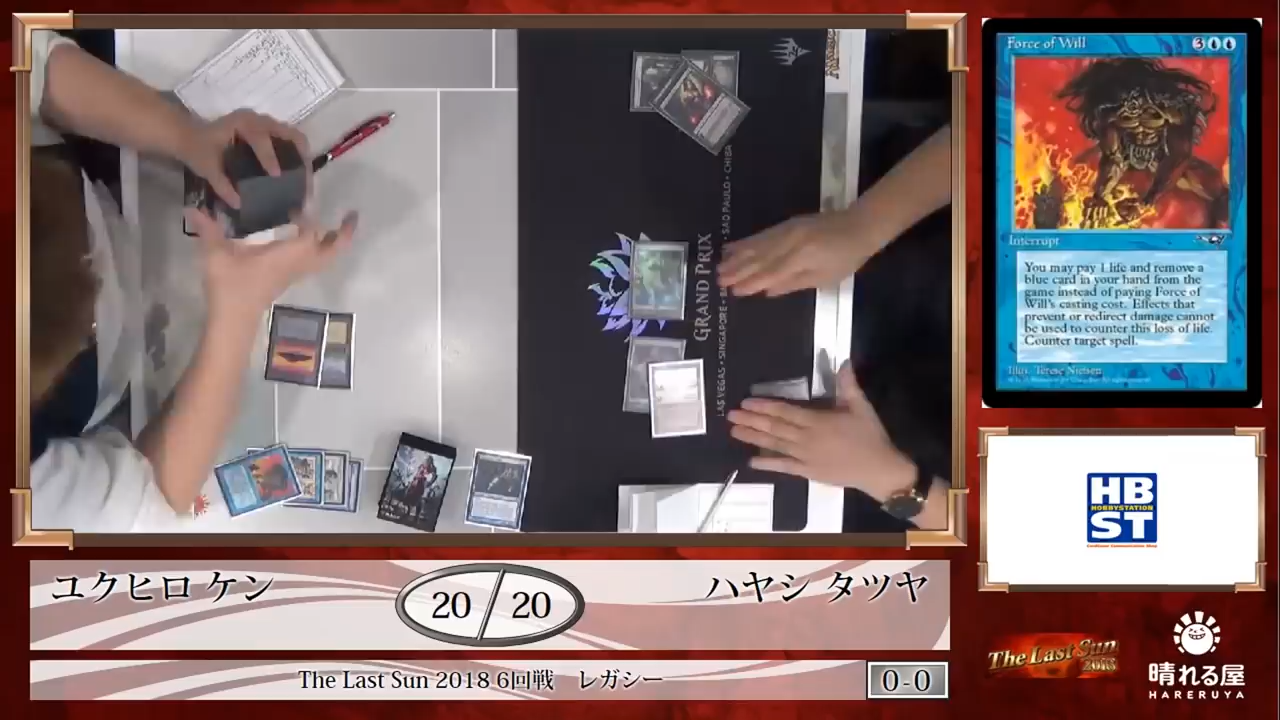 Force of Will
3
Interrupt
You may pay 1 life and remove a
blue card in your hand from the
game instead of paying Force of
Will's casting cost. Effects that
prevent or redirect damage cannot
be used to counter this loss of life.
Counter target spell.
Illus. Terese Nielsen
GRAND PRIX
LAS VEGAS • SINGAPORE •
• SAO PAULO • CHIBA
HB
HOBBYSTATION
ST
ユクヒロ ケン
20 / 20
ハヤシ タツヤ
The Last Sun 2018 6回戦 レガシー
0-0
The Last Sun
2018
晴れる屋
HARERUYA